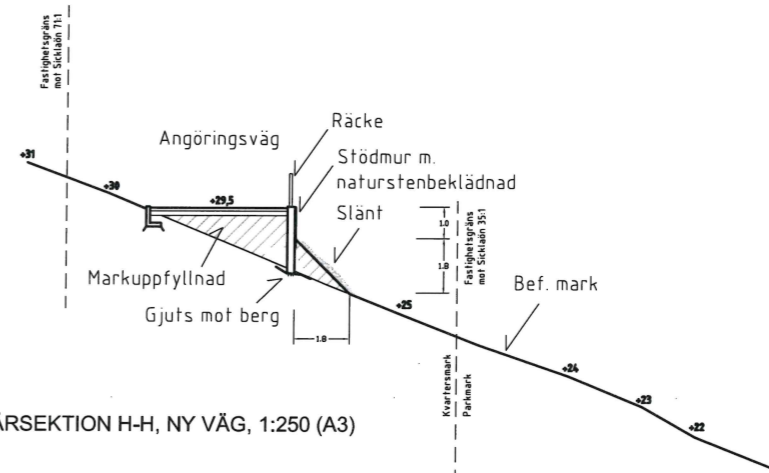 Fastighetsgräns
mot Sicklaön 71:1
Räcke
Angöringsväg
Stödmur m.
naturstenbeklädnad
+31
+30
+29,5
Slänt
1.0
1.8
Fastighetsgräns
mot Sicklaön 35:1
Markuppfyllnad
Bef. mark
Gjuts mot berg
+25
1.8
+24
Kvartersmark
Parkmark
+23
+22
ÄRSEKTION H-H, NY VÄG, 1:250 (A3)